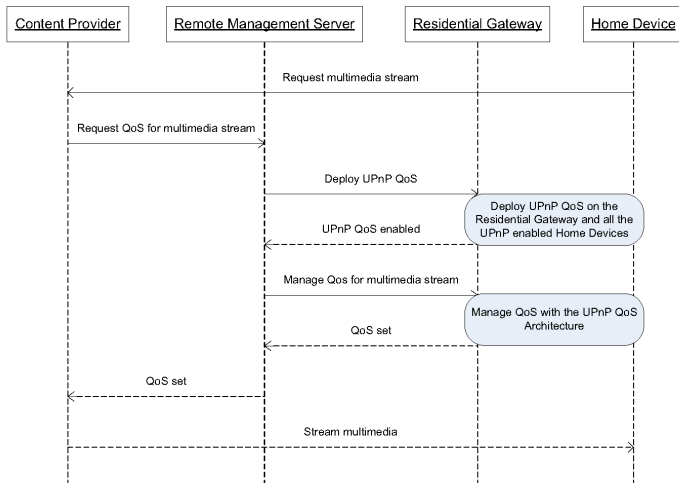 Content Provider
Remote Management Server
Residential Gateway
Home Device
Request multimedia stream
Request QoS for multimedia stream
Deploy UPnP QoS
Deploy UPnP QoS on the
Residential Gateway and all the
UPnP enabled Home Devices
UPnP QoS enabled
Manage Qos for multimedia stream
Manage QoS with the UPnP QoS
Architecture
QoS set
QoS set
Stream multimedia